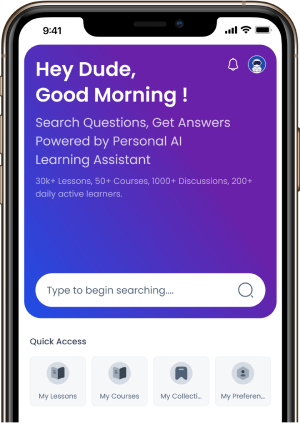 9:41
Hey Dude,
Good Morning !
Search Questions, Get Answers
Powered by Personal AI
Learning Assistant
30k+ Lessons, 50+ Courses, 1000+ Discussions, 200+
daily active learners.
Type to begin searching....
Quick Access
My Lessons My Courses My Collecti... My Preferen...